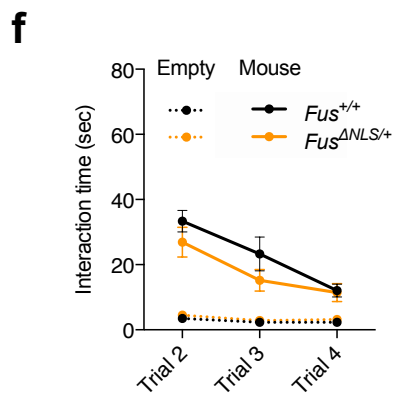 f
Empty Mouse
Fus+/+
FusΔNLS/+
Interaction time (sec)
80
60
40
20
0
Trial 2
Trial 3
Trial 4